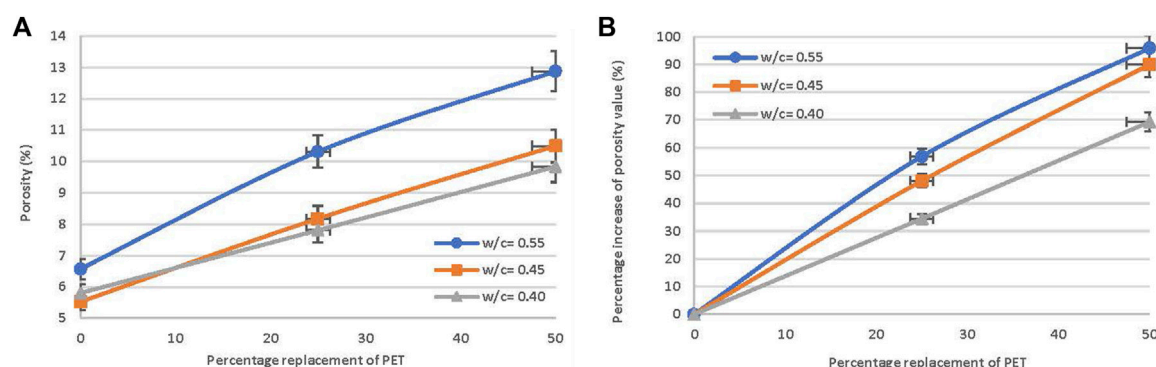 A
14
13
12
11
10
9
8
7
6
5
Porosity (%)
w/c= 0.55
w/c= 0.45
w/c= 0.40
0 10 20 30 40 50
Percentage replacement of PET
B
100
90
80
70
60
50
40
30
20
10
0
Percentage increase of porosity value (%)
w/c= 0.55
w/c= 0.45
w/c= 0.40
0 10 20 30 40 50
Percentage replacement of PET